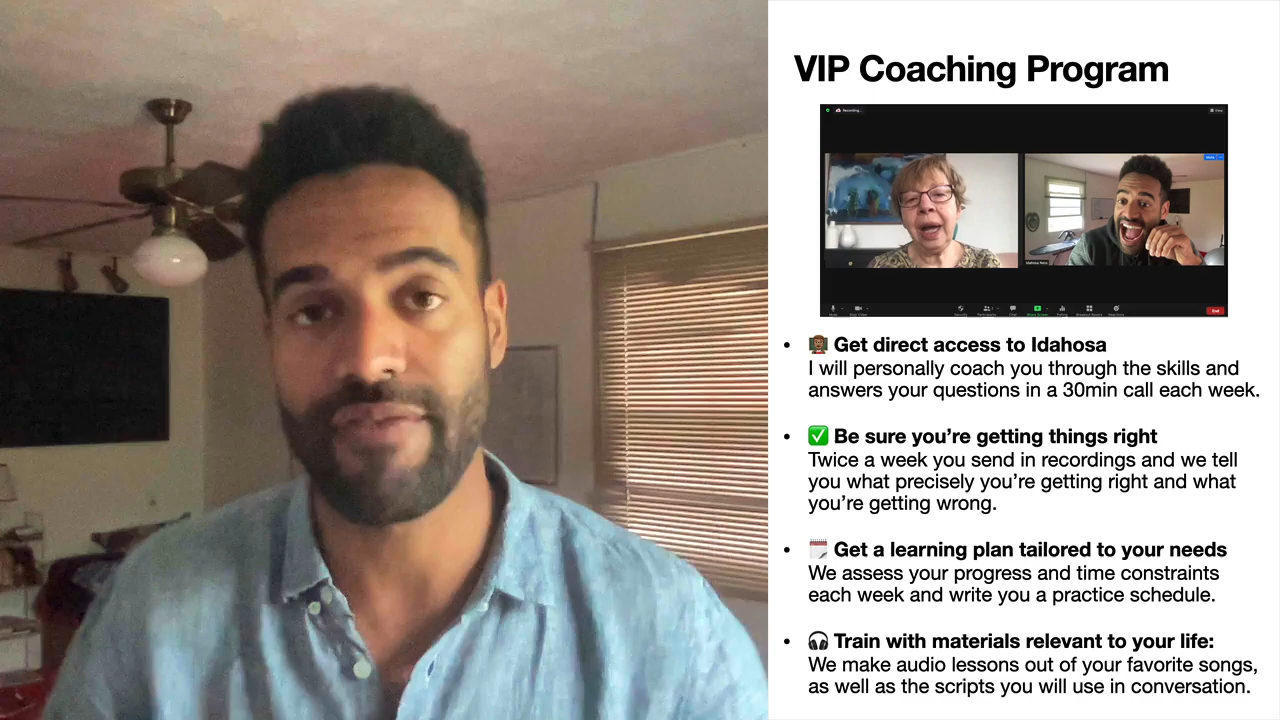 VIP Coaching Program
Recording...
View
Idahosa Ness
End
• Get direct access to Idahosa
I will personally coach you through the skills and
answers your questions in a 30min call each week.
• Be sure you’re getting things right
Twice a week you send in recordings and we tell
you what precisely you’re getting right and what
you’re getting wrong.
• Get a learning plan tailored to your needs
We assess your progress and time constraints
each week and write you a practice schedule.
• Train with materials relevant to your life:
We make audio lessons out of your favorite songs,
as well as the scripts you will use in conversation.